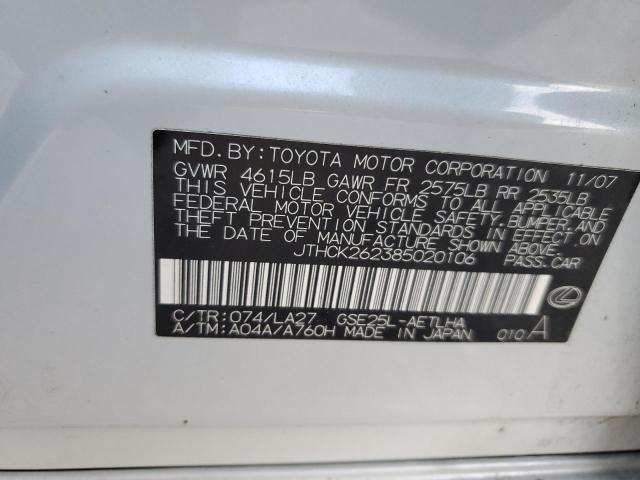 MFD. BY: TOYOTA MOTOR CORPORATION 11/07
GVWR 4615LB GAWR FR 2575LB RR 2535LB
THIS VEHICLE CONFORMS TO ALL APPLICABLE
FEDERAL MOTOR VEHICLE SAFETY, BUMPER, AND
THEFT PREVENTION STANDARDS IN EFFECT ON
THE DATE OF MANUFACTURE SHOWN ABOVE.
JTHCK262385020106 PASS. CAR
C/TR: 074/LA27 GSE25L-AETLHA
A/TM: A04A/A760H MADE IN JAPAN 010 A